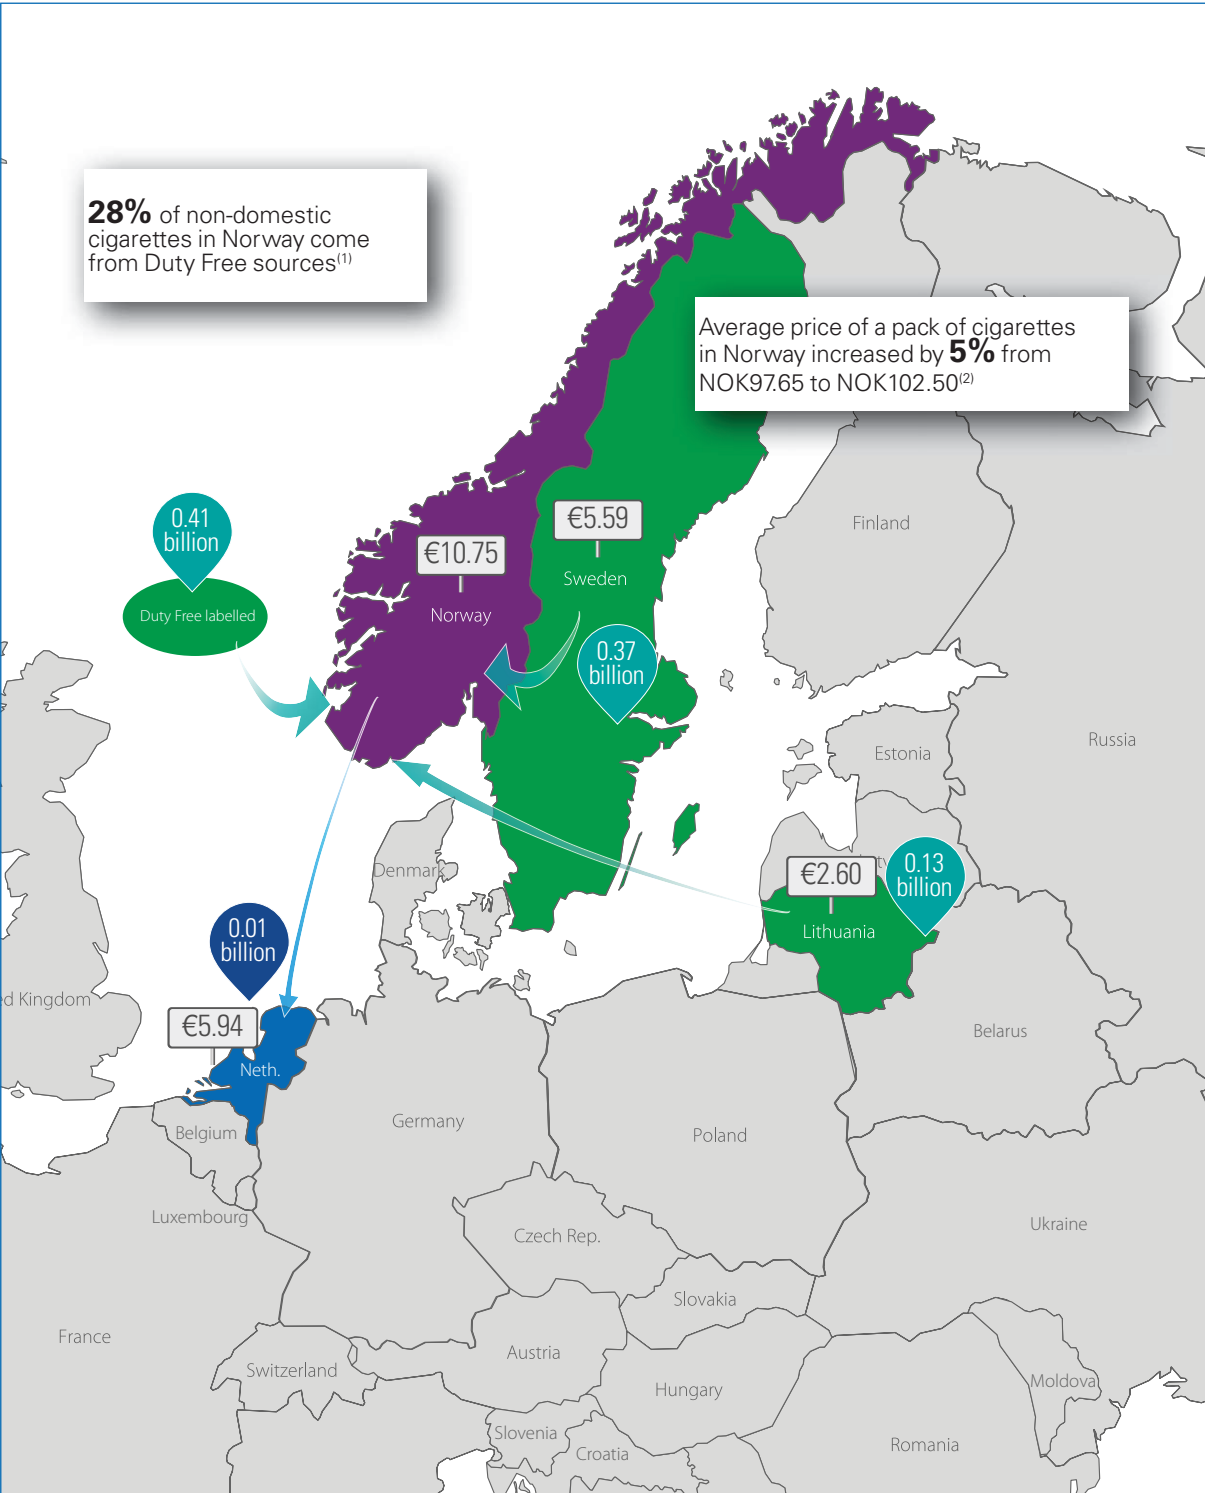 28% of non-domestic
cigarettes in Norway come
from Duty Free sources(1)
Average price of a pack of cigarettes
in Norway increased by 5% from
NOK97.65 to NOK102.50(2)
0.41
billion
Duty Free labelled
€10.75
Norway
€5.59
Sweden
0.37
billion
Finland
Estonia
Russia
Denmark
€2.60
0.13
billion
Lithuania
0.01
billion
€5.94
Neth.
ed Kingdom
Belarus
Belgium
Germany
Poland
Luxembourg
Czech Rep.
Ukraine
Slovakia
France
Switzerland
Austria
Hungary
Moldova
Slovenia
Croatia
Romania